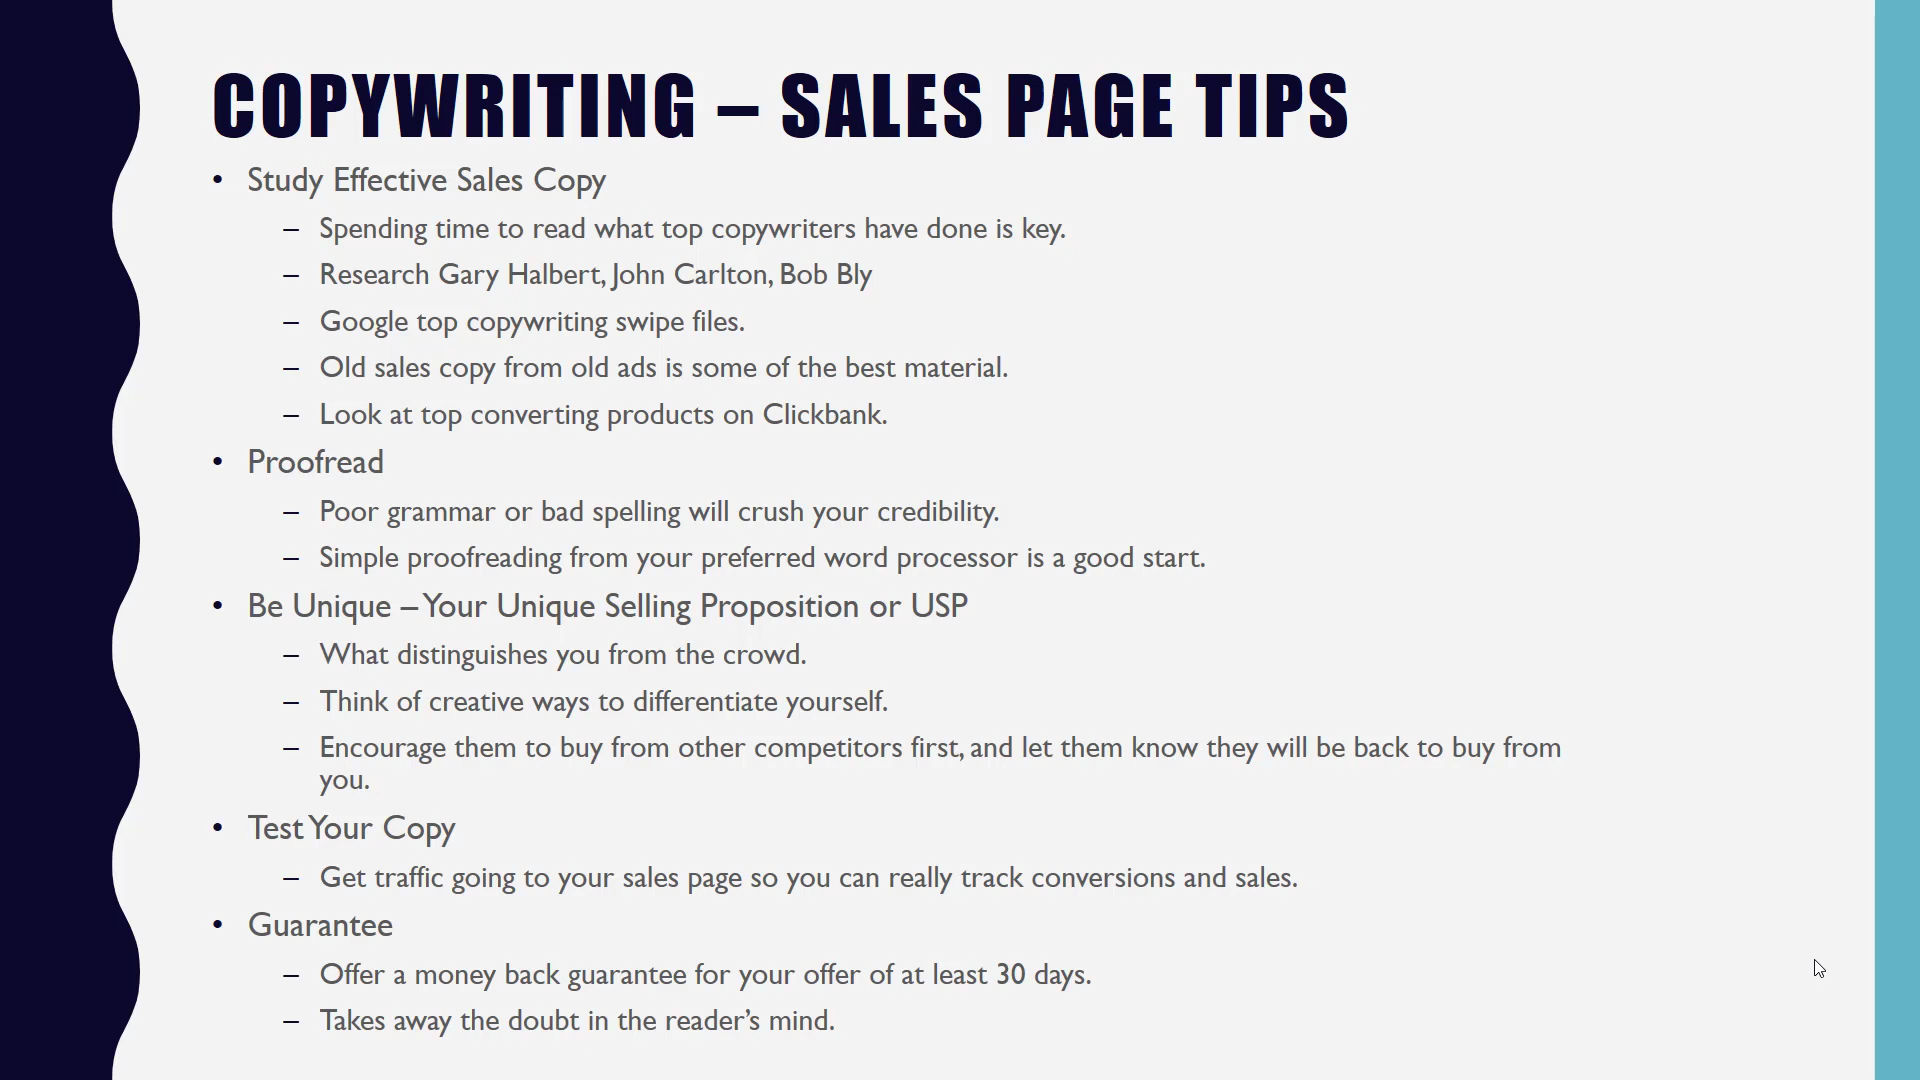 COPYWRITING – SALES PAGE TIPS
• Study Effective Sales Copy
– Spending time to read what top copywriters have done is key.
– Research Gary Halbert, John Carlton, Bob Bly
– Google top copywriting swipe files.
– Old sales copy from old ads is some of the best material.
– Look at top converting products on Clickbank.
• Proofread
– Poor grammar or bad spelling will crush your credibility.
– Simple proofreading from your preferred word processor is a good start.
• Be Unique – Your Unique Selling Proposition or USP
– What distinguishes you from the crowd.
– Think of creative ways to differentiate yourself.
– Encourage them to buy from other competitors first, and let them know they will be back to buy from
you.
• Test Your Copy
– Get traffic going to your sales page so you can really track conversions and sales.
• Guarantee
– Offer a money back guarantee for your offer of at least 30 days.
– Takes away the doubt in the reader’s mind.